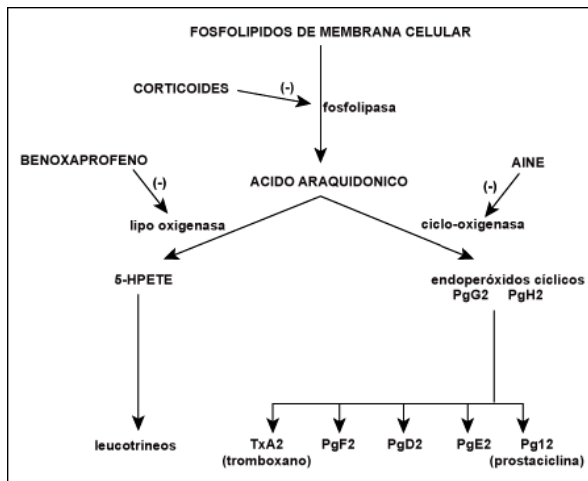 FOSFOLIPIDOS DE MEMBRANA CELULAR
CORTICOIDES
(-)
fosfolipasa
BENOXAPROFENO
(-)
ACIDO ARAQUIDONICO
AINE
(-)
lipo oxigenasa
ciclo-oxigenasa
5-HPETE
endoperóxidos cíclicos
PgG2 PgH2
leucotrineos
TxA2
(tromboxano)
PgF2
PgD2
PgE2
Pg12
(prostaciclina)